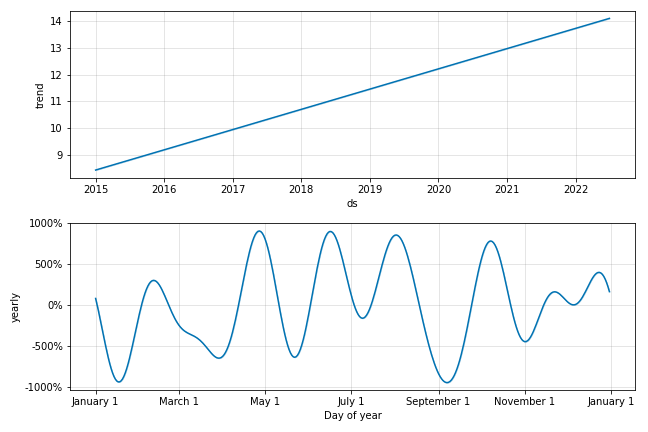 14
13
12
11
10
9
trend
2015 2016 2017 2018 2019 2020 2021 2022
ds
1000%
500%
0%
-500%
-1000%
yearly
January 1 March 1 May 1 July 1 September 1 November 1 January 1
Day of year